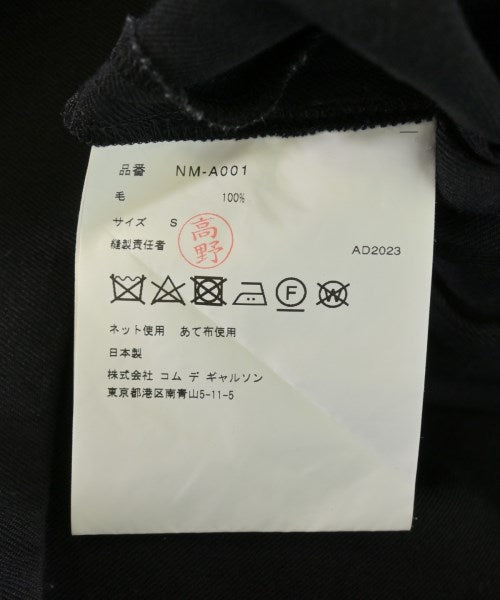 品番 NM-A001
毛 100%
サイズ S
縫製責任者 高野
AD2023
F W
ネット使用 あて布使用
日本製
株式会社 コム デ ギャルソン
東京都港区南青山5-11-5